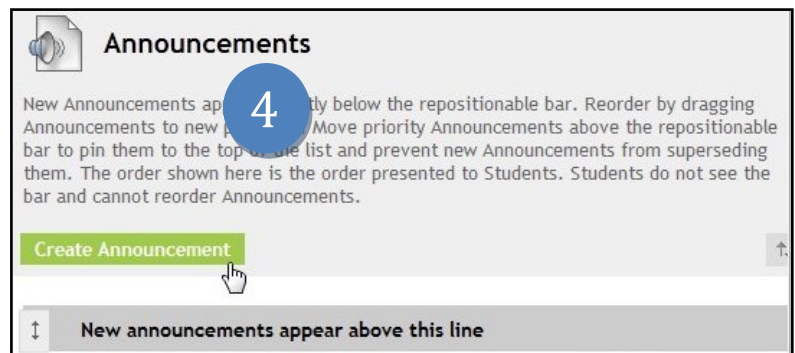 Announcements
4
New Announcements ap tly below the repositionable bar. Reorder by dragging
Announcements to new Move priority Announcements above the repositionable
bar to pin them to the top of the list and prevent new Announcements from superseding
them. The order shown here is the order presented to Students. Students do not see the
bar and cannot reorder Announcements.
Create Announcement
New announcements appear above this line